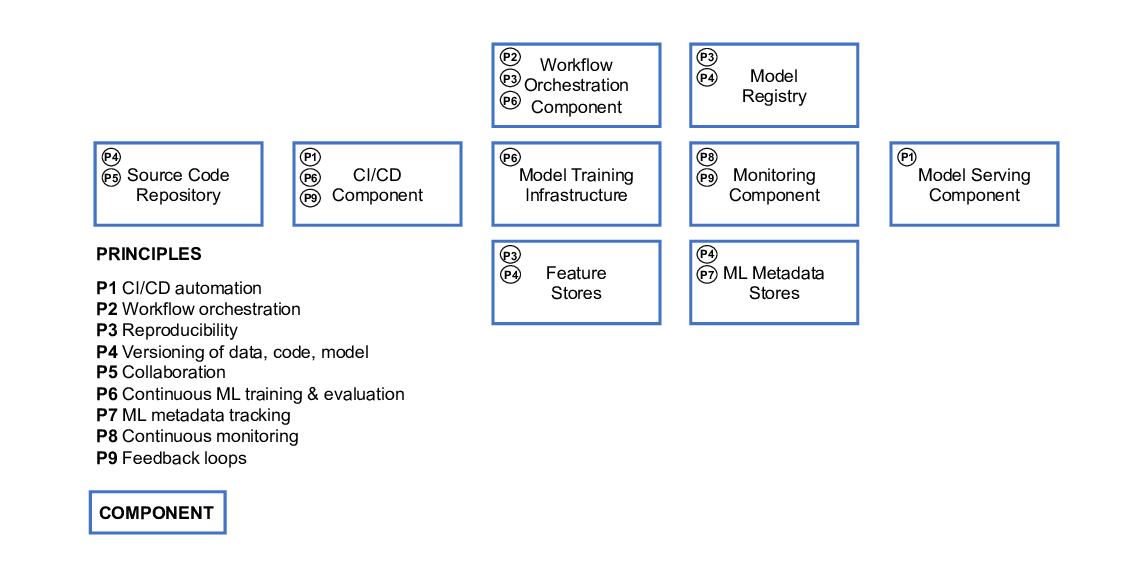 P2
P3
P6
Workflow
Orchestration
Component
P3
P4
Model
Registry
P4
P5
Source Code
Repository
P1
P6
P9
CI/CD
Component
P6
Model Training
Infrastructure
P8
P9
Monitoring
Component
P1
Model Serving
Component
P3
P4
Feature
Stores
P4
P7
ML Metadata
Stores
PRINCIPLES
P1 CI/CD automation
P2 Workflow orchestration
P3 Reproducibility
P4 Versioning of data, code, model
P5 Collaboration
P6 Continuous ML training & evaluation
P7 ML metadata tracking
P8 Continuous monitoring
P9 Feedback loops
COMPONENT